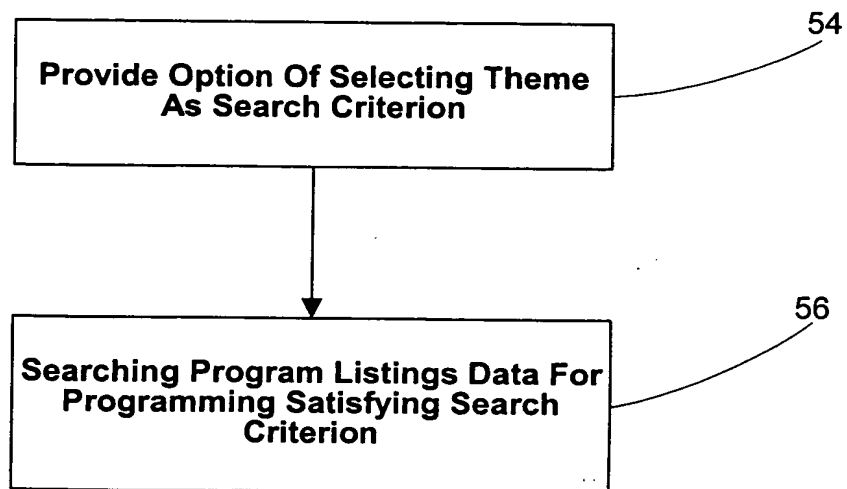 54
Provide Option Of Selecting Theme
As Search Criterion
56
Searching Program Listings Data For
Programming Satisfying Search
Criterion